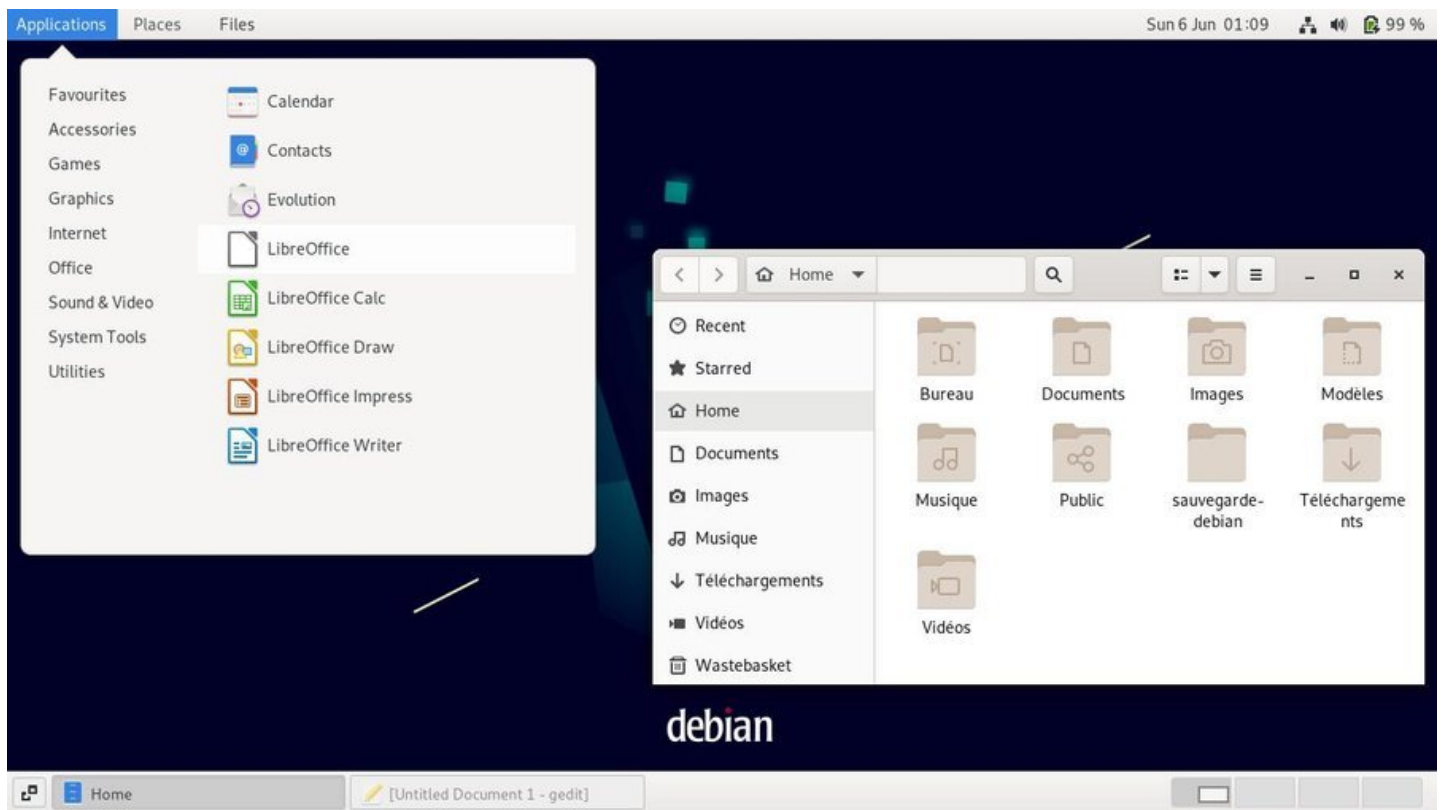 Applications Places Files Sun 6 Jun 01:09 99 %
Favourites
Accessories
Games
Graphics
Internet
Office
Sound & Video
System Tools
Utilities
Calendar
Contacts
Evolution
LibreOffice
LibreOffice Calc
LibreOffice Draw
LibreOffice Impress
LibreOffice Writer
Home
Recent
Starred
Home
Documents
Images
Musique
Téléchargements
Vidéos
Wastebasket
Bureau Documents Images Modèles
Musique Public sauvegarde- Téléchargeme
debian nts
Vidéos
debian
Home [Untitled Document 1 - gedit]